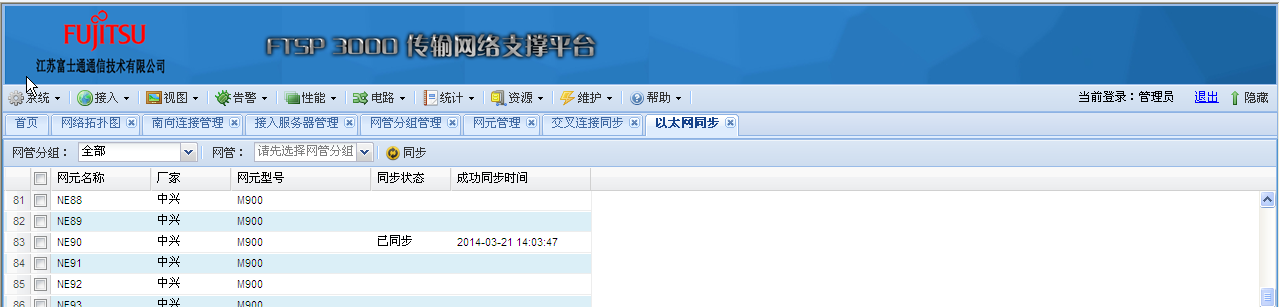 FUJITSU
江苏富士通通信技术有限公司
FTSP 3000 传输网络支撑平台
系统 接入 视图 告警 性能 电路 统计 资源 维护 帮助 当前登录：管理员 退出 隐藏
首页 网络拓扑图 南向连接管理 接入服务器管理 网管分组管理 网元管理 交叉连接同步 以太网同步
网管分组： 全部 网管： 请先选择网管分组 同步
网元名称 厂家 网元型号 同步状态 成功同步时间
81 NE88 中兴 M900
82 NE89 中兴 M900
83 NE90 中兴 M900 已同步 2014-03-21 14:03:47
84 NE91 中兴 M900
85 NE92 中兴 M900
86 NE93 中兴 M900